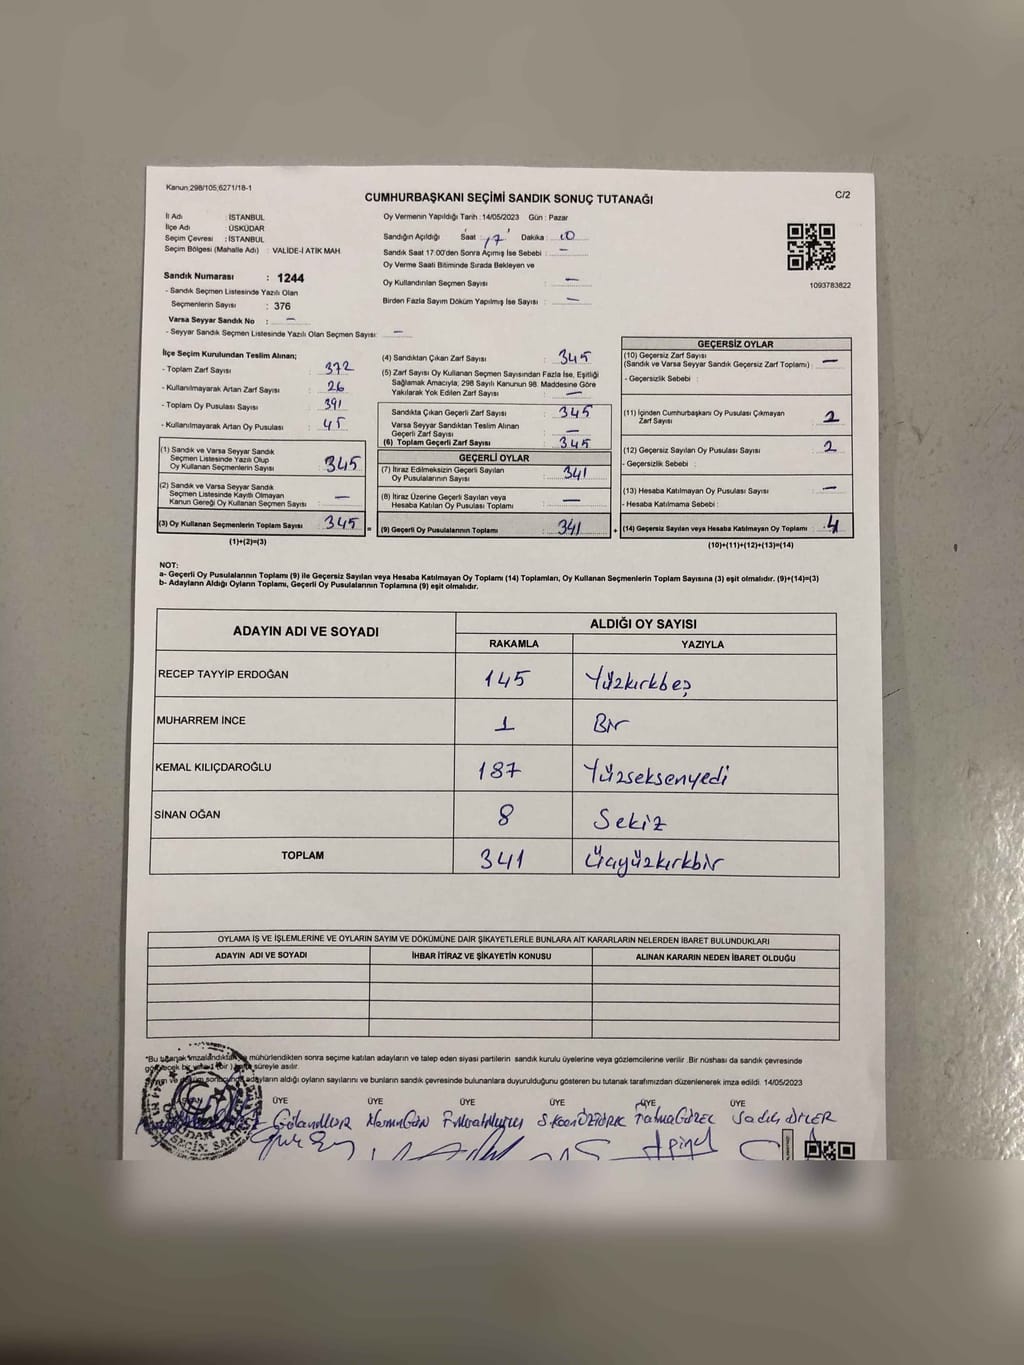 Kanun:298/105;6271/18-1
CUMHURBAŞKANI SEÇİMİ SANDIK SONUÇ TUTANAĞI
C/2
İl Adı : İSTANBUL
İlçe Adı : ÜSKÜDAR
Seçim Çevresi : İSTANBUL
Seçim Bölgesi (Mahalle Adı) : VALİDE-İ ATİK MAH.
Oy Vermenin Yapıldığı Tarih : 14/05/2023 Gün : Pazar
Sandığın Açıldığı Saat : 17 Dakika : 00
Sandık Saat 17:00'den Sonra Açılmış İse Sebebi : —
Oy Verme Saati Bitiminde Sırada Bekleyen ve
Oy Kullandırılan Seçmen Sayısı : —
Birden Fazla Sayım Döküm Yapılmış İse Sayısı : —
1093783822
Sandık Numarası : 1244
- Sandık Seçmen Listesinde Yazılı Olan
Seçmenlerin Sayısı : 376
Varsa Seyyar Sandık No : —
- Seyyar Sandık Seçmen Listesinde Yazılı Olan Seçmen Sayısı: —
İlçe Seçim Kurulundan Teslim Alınan;
- Toplam Zarf Sayısı : 372
- Kullanılmayarak Artan Zarf Sayısı : 26
- Toplam Oy Pusulası Sayısı : 391
- Kullanılmayarak Artan Oy Pusulası : 45
(1) Sandık ve Varsa Seyyar Sandık
Seçmen Listesinde Yazılı Olup
Oy Kullanan Seçmenlerin Sayısı : 345
(2) Sandık ve Varsa Seyyar Sandık
Seçmen Listesinde Kayıtlı Olmayan
Kanun Gereği Oy Kullanan Seçmen Sayısı : —
(3) Oy Kullanan Seçmenlerin Toplam Sayısı : 345 =
(1)+(2)=(3)
(4) Sandıktan Çıkan Zarf Sayısı : 345
(5) Zarf Sayısı Oy Kullanan Seçmen Sayısından Fazla İse, Eşitliği
Sağlamak Amacıyla; 298 Sayılı Kanunun 98. Maddesine Göre
Yakılarak Yok Edilen Zarf Sayısı : —
Sandıkta Çıkan Geçerli Zarf Sayısı : 345
Varsa Seyyar Sandıktan Teslim Alınan
Geçerli Zarf Sayısı : —
(6) Toplam Geçerli Zarf Sayısı : 345
GEÇERLİ OYLAR
(7) İtiraz Edilmeksizin Geçerli Sayılan
Oy Pusulalarının Sayısı : 341
(8) İtiraz Üzerine Geçerli Sayılan veya
Hesaba Katılan Oy Pusulası Toplamı : —
(9) Geçerli Oy Pusulalarının Toplamı : 341 +
GEÇERSİZ OYLAR
(10) Geçersiz Zarf Sayısı
(Sandık ve Varsa Seyyar Sandık Geçersiz Zarf Toplamı) : —
- Geçersizlik Sebebi :
(11) İçinden Cumhurbaşkanı Oy Pusulası Çıkmayan
Zarf Sayısı : 2
(12) Geçersiz Sayılan Oy Pusulası Sayısı : 2
- Geçersizlik Sebebi :
(13) Hesaba Katılmayan Oy Pusulası Sayısı : —
- Hesaba Katılmama Sebebi :
(14) Geçersiz Sayılan veya Hesaba Katılmayan Oy Toplamı : 4
(10)+(11)+(12)+(13)=(14)
NOT:
a- Geçerli Oy Pusulalarının Toplamı (9) ile Geçersiz Sayılan veya Hesaba Katılmayan Oy Toplamı (14) Toplamları, Oy Kullanan Seçmenlerin Toplam Sayısına (3) eşit olmalıdır. (9)+(14)=(3)
b- Adayların Aldığı Oyların Toplamı, Geçerli Oy Pusulalarının Toplamına (9) eşit olmalıdır.
ADAYIN ADI VE SOYADI
ALDIĞI OY SAYISI
RAKAMLA YAZIYLA
RECEP TAYYİP ERDOĞAN 145 Yüzkırkbeş
MUHARREM İNCE 1 Bir
KEMAL KILIÇDAROĞLU 187 Yüzseksenyedi
SİNAN OĞAN 8 Sekiz
TOPLAM 341 Üçyüzkırkbir
OYLAMA İŞ VE İŞLEMLERİNE VE OYLARIN SAYIM VE DÖKÜMÜNE DAİR ŞİKAYETLERLE BUNLARA AİT KARARLARIN NELERDEN İBARET BULUNDUKLARI
ADAYIN ADI VE SOYADI İHBAR İTİRAZ VE ŞİKAYETİN KONUSU ALINAN KARARIN NEDEN İBARET OLDUĞU
*Bu tutanak imzalandıktan mühürlendikten sonra seçime katılan adayların ve talep eden siyasi partilerin sandık kurulu üyelerine veya gözlemcilerine verilir .Bir nüshası da sandık çevresinde
süreyle asılır.
adayların aldığı oyların sayılarını ve bunların sandık çevresinde bulunanlara duyurulduğunu gösteren bu tutanak tarafımızdan düzenlenerek imza edildi. 14/05/2023
ÜYE ÜYE ÜYE ÜYE ÜYE ÜYE